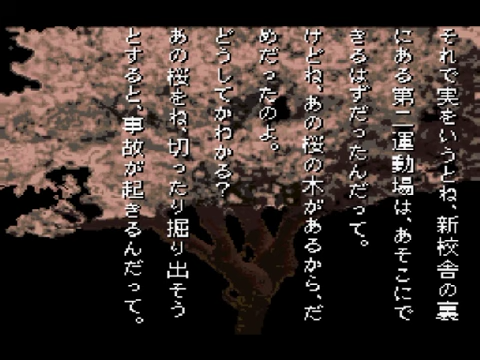 それで実をいうとね、新校舎の裏
にある第二運動場は、あそこにで
きるはずだったんだって。
けどね、あの桜の木があるから、だ
めだったのよ。
どうしてかわかる？
あの桜をね、切ったり掘り出そう
とすると、事故が起きるんだって。